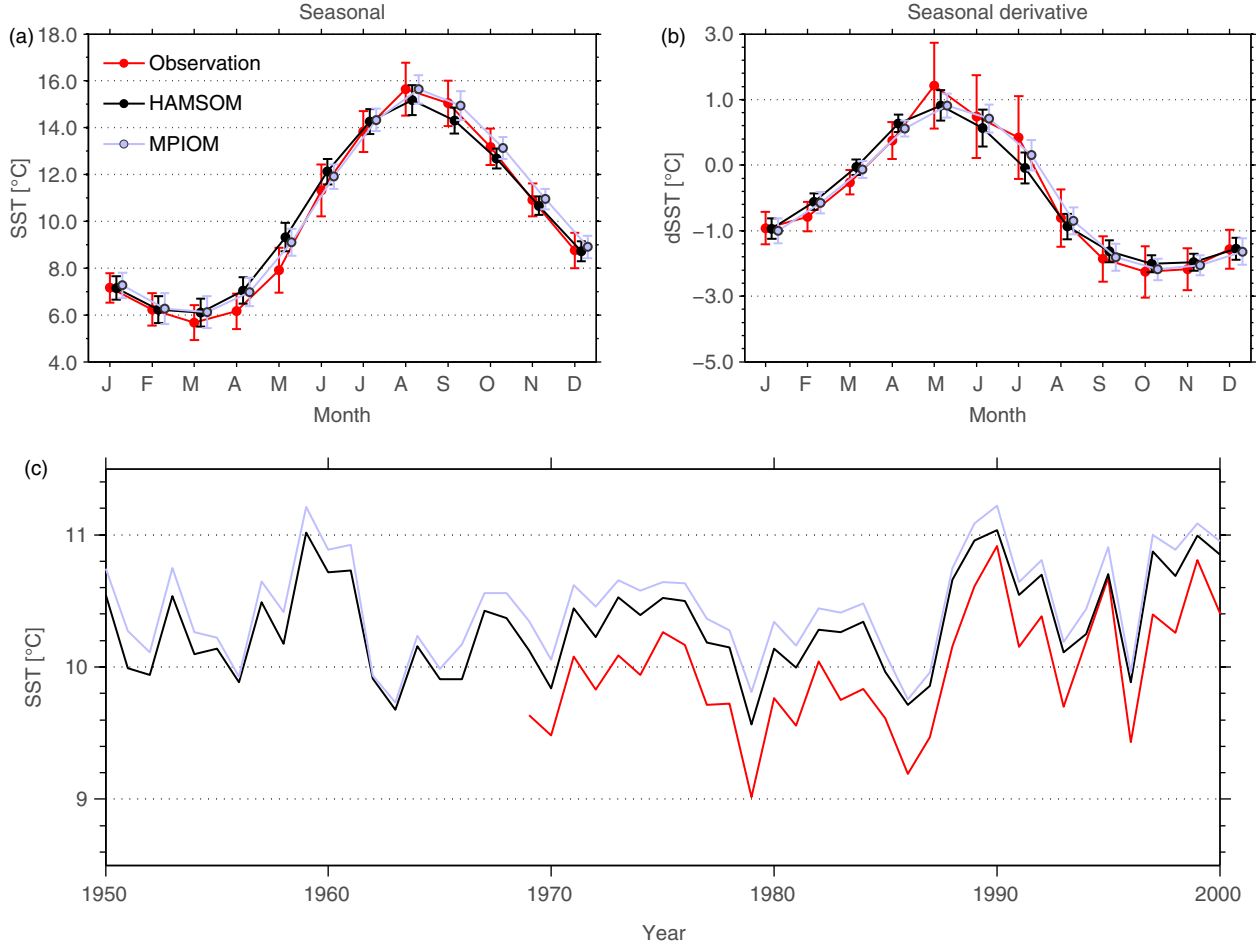 Seasonal
(a)
18.0
16.0
14.0
12.0
10.0
8.0
6.0
4.0
SST [°C]
Observation
HAMSOM
MPIOM
J F M A M J J A S O N D
Month
Seasonal derivative
(b)
3.0
1.0
0.0
−1.0
−3.0
−5.0
dSST [°C]
J F M A M J J A S O N D
Month
(c)
11
10
9
SST [°C]
1950 1960 1970 1980 1990 2000
Year